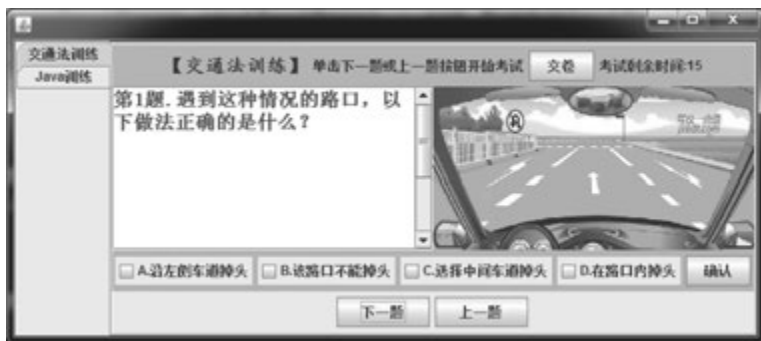 交通法训练
Java训练
【交通法训练】 单击下一题或上一题按钮开始考试 交卷 考试剩余时间:15
第1题.遇到这种情况的路口，以
下做法正确的是什么？
A.沿左侧车道掉头 B.该路口不能掉头 C.选择中间车道掉头 D.在路口内掉头 确认
下一题 上一题